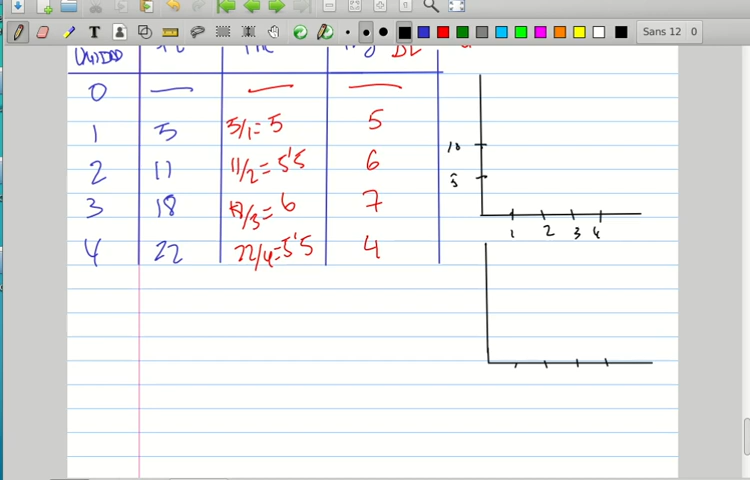 Sans 12 0
UNIDAD
0 — — —
1 5 5/1=5 5
2 11 11/2=5'5 6
3 18 18/3=6 7
4 22 22/4=5'5 4
10
5
1 2 3 4